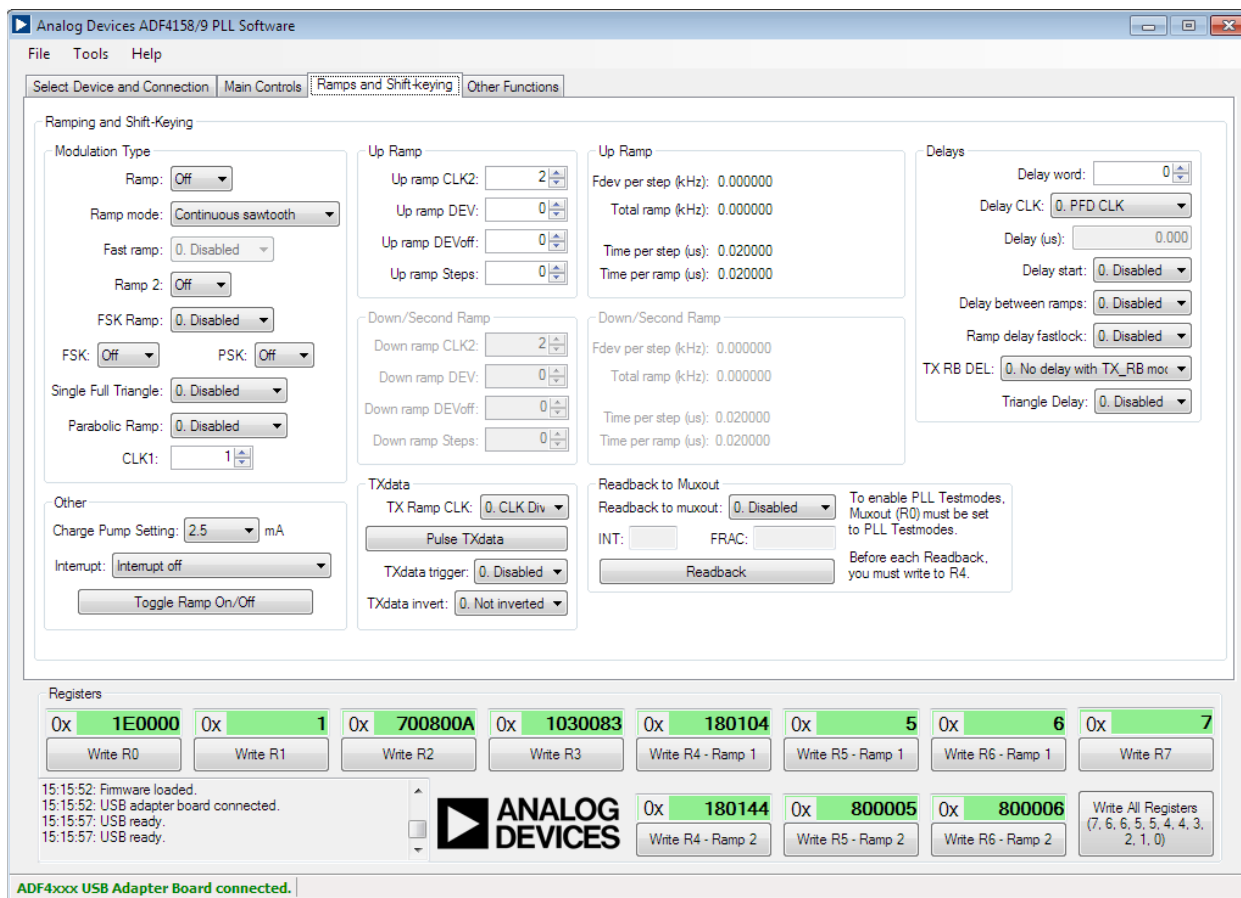 Analog Devices ADF4158/9 PLL Software
File Tools Help
Select Device and Connection Main Controls Ramps and Shift-keying Other Functions
Ramping and Shift-Keying
Modulation Type
Ramp: Off
Ramp mode: Continuous sawtooth
Fast ramp: 0. Disabled
Ramp 2: Off
FSK Ramp: 0. Disabled
FSK: Off PSK: Off
Single Full Triangle: 0. Disabled
Parabolic Ramp: 0. Disabled
CLK1: 1
Other
Charge Pump Setting: 2.5 mA
Interrupt: Interrupt off
Toggle Ramp On/Off
Up Ramp
Up ramp CLK2: 2
Up ramp DEV: 0
Up ramp DEVoff: 0
Up ramp Steps: 0
Down/Second Ramp
Down ramp CLK2: 2
Down ramp DEV: 0
Down ramp DEVoff: 0
Down ramp Steps: 0
TXdata
TX Ramp CLK: 0. CLK Div
Pulse TXdata
TXdata trigger: 0. Disabled
TXdata invert: 0. Not inverted
Up Ramp
Fdev per step (kHz): 0.000000
Total ramp (kHz): 0.000000
Time per step (us): 0.020000
Time per ramp (us): 0.020000
Down/Second Ramp
Fdev per step (kHz): 0.000000
Total ramp (kHz): 0.000000
Time per step (us): 0.020000
Time per ramp (us): 0.020000
Readback to Muxout
Readback to muxout: 0. Disabled
INT: FRAC:
Readback
To enable PLL Testmodes,
Muxout (R0) must be set
to PLL Testmodes.
Before each Readback,
you must write to R4.
Delays
Delay word: 0
Delay CLK: 0. PFD CLK
Delay (us): 0.000
Delay start: 0. Disabled
Delay between ramps: 0. Disabled
Ramp delay fastlock: 0. Disabled
TX RB DEL: 0. No delay with TX_RB moc
Triangle Delay: 0. Disabled
Registers
0x 1E0000 0x 1 0x 700800A 0x 1030083 0x 180104 0x 5 0x 6 0x 7
Write R0 Write R1 Write R2 Write R3 Write R4 - Ramp 1 Write R5 - Ramp 1 Write R6 - Ramp 1 Write R7
15:15:52: Firmware loaded.
15:15:52: USB adapter board connected.
15:15:57: USB ready.
15:15:57: USB ready.
ANALOG
DEVICES
0x 180144 0x 800005 0x 800006
Write R4 - Ramp 2 Write R5 - Ramp 2 Write R6 - Ramp 2
Write All Registers
(7, 6, 6, 5, 5, 4, 4, 3,
2, 1, 0)
ADF4xxx USB Adapter Board connected.